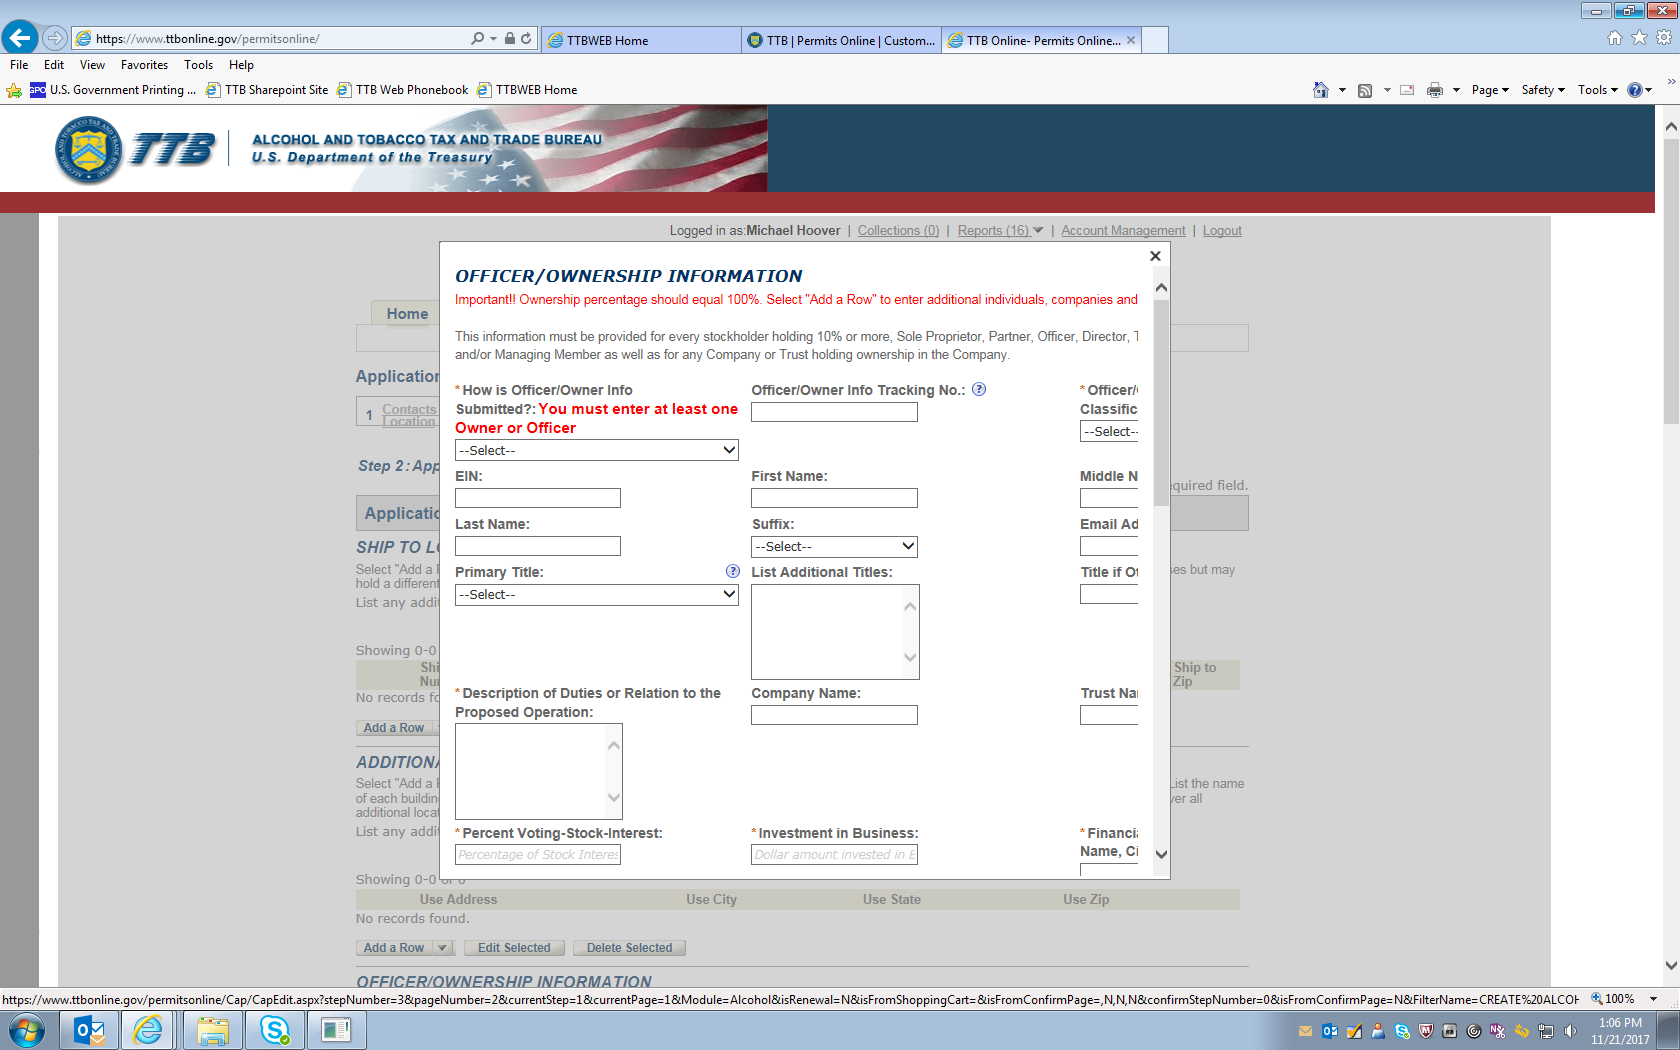 https://www.ttbonline.gov/permitsonline/
TTBWEB Home
TTB | Permits Online | Custom...
TTB Online- Permits Online...
File Edit View Favorites Tools Help
GPO U.S. Government Printing ... TTB Sharepoint Site TTB Web Phonebook TTBWEB Home
Page Safety Tools
TTB
ALCOHOL AND TOBACCO TAX AND TRADE BUREAU
U.S. Department of the Treasury
Logged in as:Michael Hoover | Collections (0) | Reports (16) | Account Management | Logout
Home
Application
1 Contacts
Location
Step 2: App
quired field.
Applicatio
SHIP TO LO
Select "Add a
ses but may
hold a different
List any addit
Showing 0-0
Shi
Nun
Ship to
Zip
No records fo
Add a Row
ADDITIONA
Select "Add a
List the name
of each building
er all
additional locat
List any addit
Showing 0-0 of 0
Use Address Use City Use State Use Zip
No records found.
Add a Row Edit Selected Delete Selected
OFFICER/OWNERSHIP INFORMATION
OFFICER/OWNERSHIP INFORMATION
Important!! Ownership percentage should equal 100%. Select "Add a Row" to enter additional individuals, companies and
This information must be provided for every stockholder holding 10% or more, Sole Proprietor, Partner, Officer, Director, T
and/or Managing Member as well as for any Company or Trust holding ownership in the Company.
* How is Officer/Owner Info
Submitted?: You must enter at least one
Owner or Officer
--Select--
Officer/Owner Info Tracking No.:
* Officer/
Classific
--Select-
EIN:
First Name:
Middle N
Last Name:
Suffix:
--Select--
Email Ad
Primary Title:
--Select--
List Additional Titles:
Title if Ot
* Description of Duties or Relation to the
Proposed Operation:
Company Name:
Trust Na
* Percent Voting-Stock-Interest:
Percentage of Stock Interes
* Investment in Business:
Dollar amount invested in B
* Financia
Name, Ci
https://www.ttbonline.gov/permitsonline/Cap/CapEdit.aspx?stepNumber=3&pageNumber=2&currentStep=1&currentPage=1&Module=Alcohol&isRenewal=N&isFromShoppingCart=&isFromConfirmPage=,N,N,N&confirmStepNumber=0&isFromConfirmPage=N&FilterName=CREATE%20ALCOH
100%
1:06 PM
11/21/2017